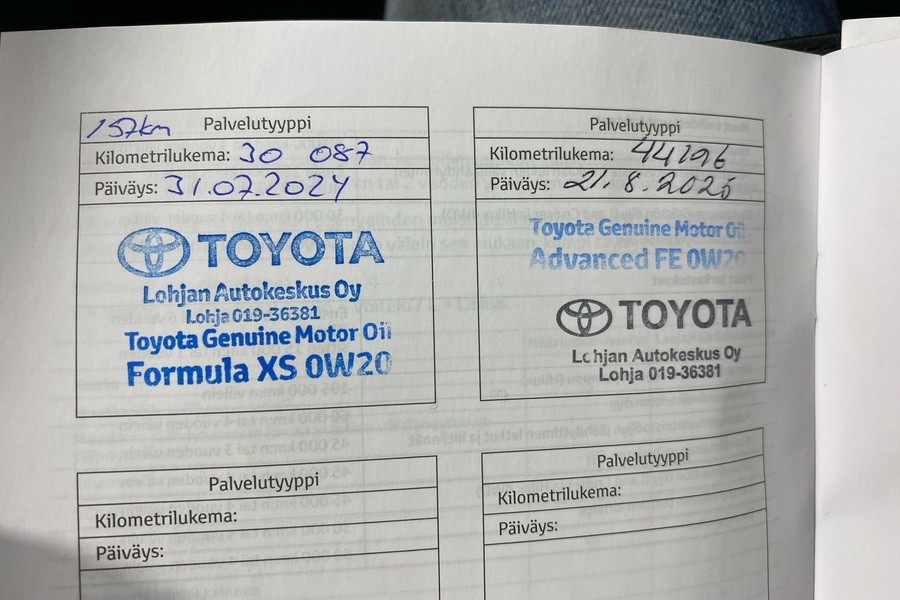 157km Palvelutyyppi
Kilometrilukema: 30 087
Päiväys: 31.07.2024
TOYOTA
Lohjan Autokeskus Oy
Lohja 019-36381
Toyota Genuine Motor Oil
Formula XS 0W20
Palvelutyyppi
Kilometrilukema: 44196
Päiväys: 21.8.2025
Toyota Genuine Motor Oil
Advanced FE 0W20
TOYOTA
Lohjan Autokeskus Oy
Lohja 019-36381
Palvelutyyppi
Kilometrilukema:
Päiväys:
Palvelutyyppi
Kilometrilukema:
Päiväys: